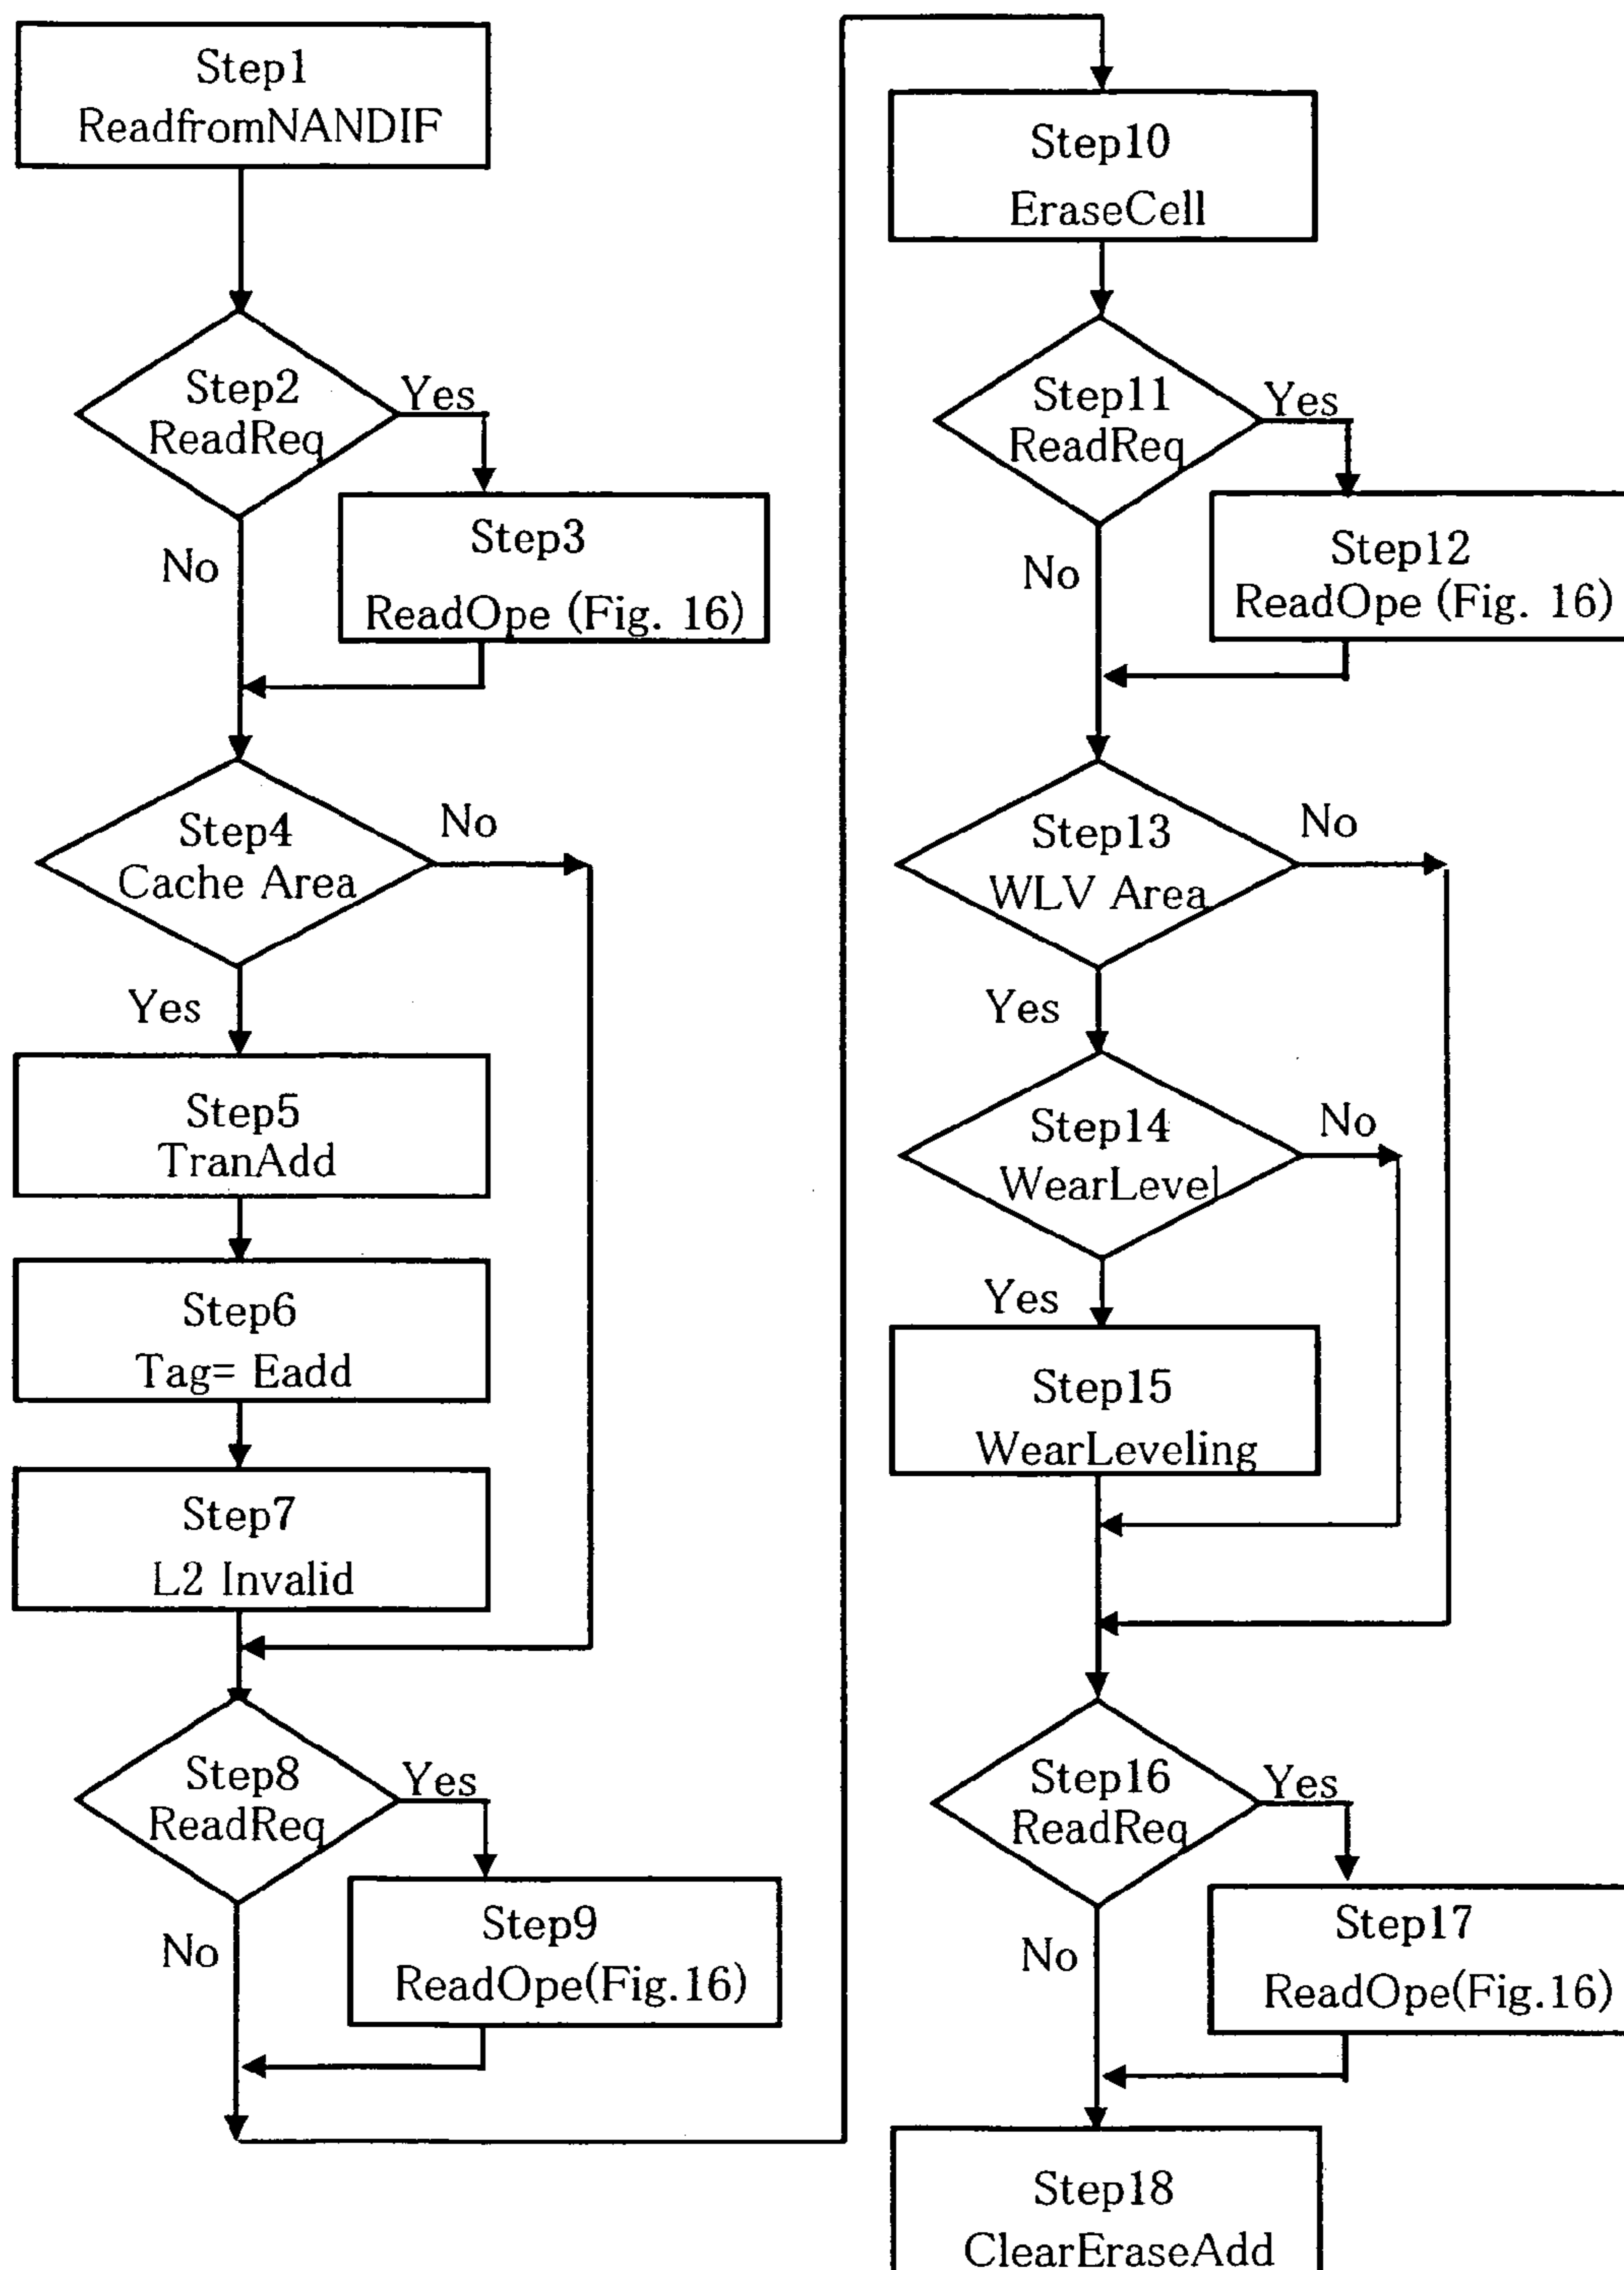 Step1
ReadfromNANDIF
Step2
ReadReq
Yes
No
Step3
ReadOpe (Fig. 16)
Step4
Cache Area
No
Yes
Step5
TranAdd
Step6
Tag= Eadd
Step7
L2 Invalid
Step8
ReadReq
Yes
No
Step9
ReadOpe(Fig.16)
Step10
EraseCell
Step11
ReadReq
Yes
No
Step12
ReadOpe (Fig. 16)
Step13
WLV Area
No
Yes
Step14
WearLevel
No
Yes
Step15
WearLeveling
Step16
ReadReq
Yes
No
Step17
ReadOpe(Fig.16)
Step18
ClearEraseAdd